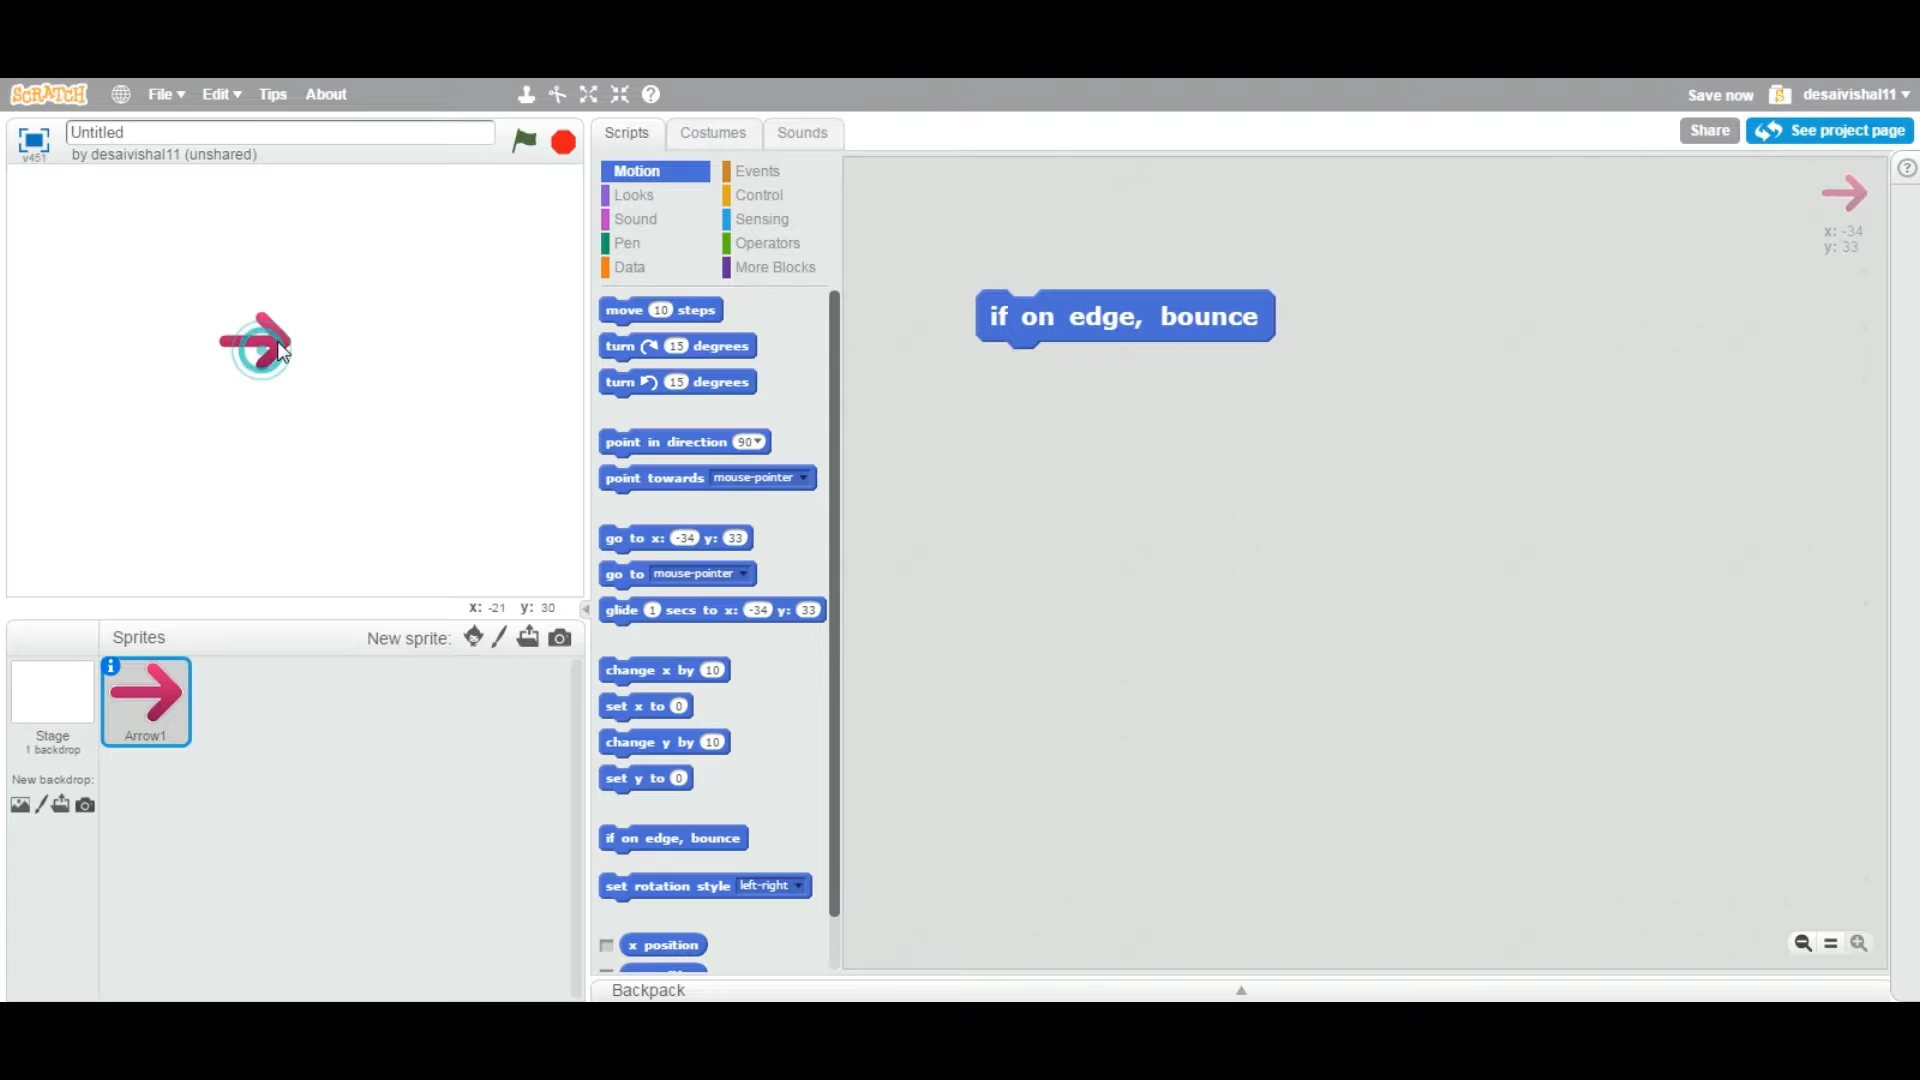 SCRATCH File Edit Tips About Save now desaivishal11
v451 Untitled
by desaivishal11 (unshared)
Scripts Costumes Sounds Share See project page
Motion Events
Looks Control
Sound Sensing
Pen Operators
Data More Blocks
x: -34
y: 33
move 10 steps
turn 15 degrees
turn 15 degrees
point in direction 90
point towards mouse-pointer
go to x: -34 y: 33
go to mouse-pointer
glide 1 secs to x: -34 y: 33
change x by 10
set x to 0
change y by 10
set y to 0
if on edge, bounce
set rotation style left-right
x position
if on edge, bounce
x: -21 y: 30
Sprites New sprite:
Stage
1 backdrop
New backdrop:
Arrow1
Backpack